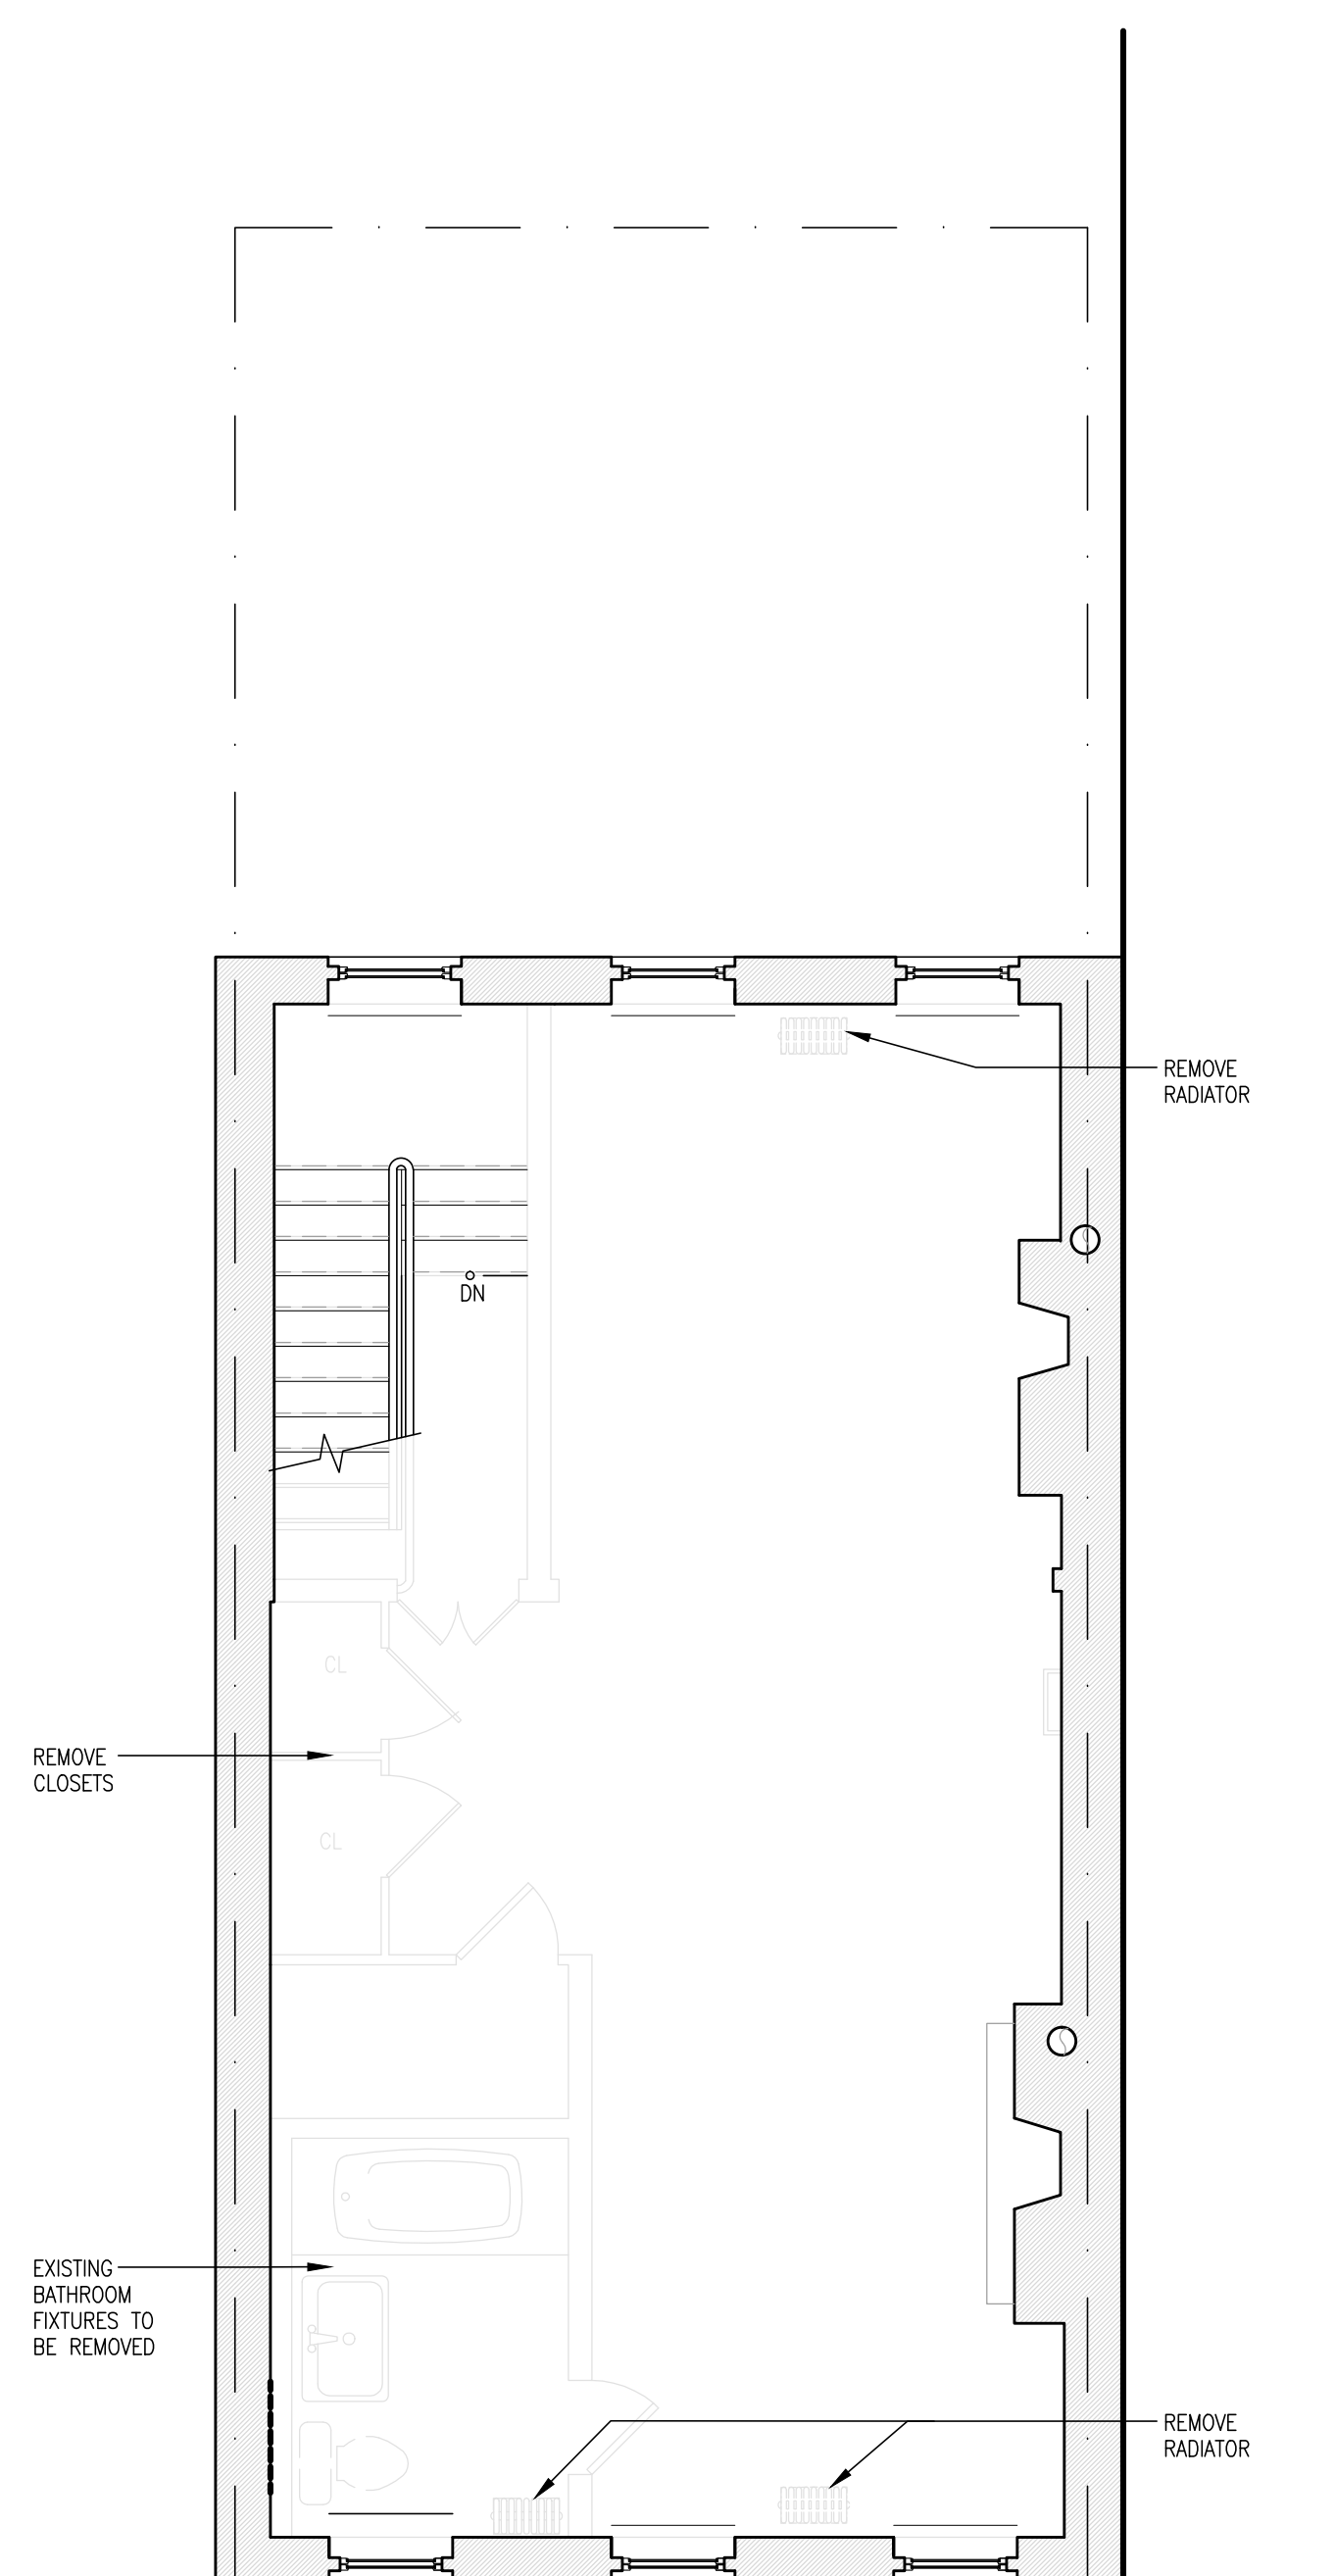 REMOVE
RADIATOR
DN
CL
REMOVE
CLOSETS
CL
EXISTING
BATHROOM
FIXTURES TO
BE REMOVED
REMOVE
RADIATOR